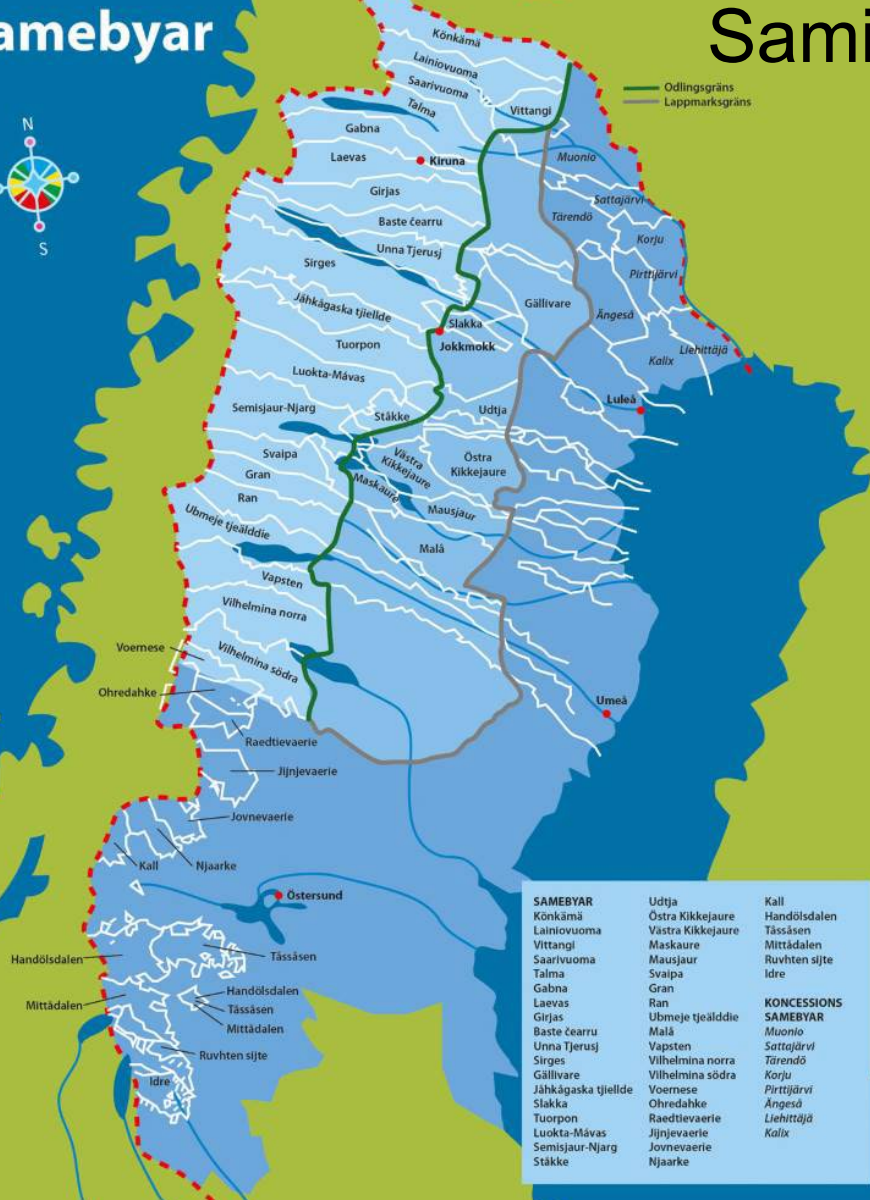 amebyar
Sami
Odlingsgräns
Lappmarksgräns
N
S
Könkämä
Lainiovuoma
Saarivuoma
Talma
Vittangi
Gabna
Laevas
Kiruna
Muonio
Girjas
Sattajärvi
Tärendö
Baste čearru
Korju
Unna Tjerusj
Sirges
Pirttijärvi
Jåhkågaska tjiellde
Gällivare
Ängeså
Slakka
Jokkmokk
Tuorpon
Liehittäjä
Kalix
Luokta-Mávas
Luleå
Semisjaur-Njarg
Ståkke
Udtja
Svaipa
Västra
Kikkejaure
Östra
Kikkejaure
Gran
Maskaure
Ran
Mausjaur
Ubmeje tjeälddie
Malå
Vapsten
Vilhelmina norra
Voernese
Vilhelmina södra
Ohredahke
Umeå
Raedtievaerie
Jijnjevaerie
Jovnevaerie
Kall
Njaarke
Östersund
Handölsdalen
Tåssåsen
Handölsdalen
Mittådalen
Tåssåsen
Mittådalen
Ruvhten sijte
Idre
SAMEBYAR
Könkämä
Lainiovuoma
Vittangi
Saarivuoma
Talma
Gabna
Laevas
Girjas
Baste čearru
Unna Tjerusj
Sirges
Gällivare
Jåhkågaska tjiellde
Slakka
Tuorpon
Luokta-Mávas
Semisjaur-Njarg
Ståkke
Udtja
Östra Kikkejaure
Västra Kikkejaure
Maskaure
Mausjaur
Svaipa
Gran
Ran
Ubmeje tjeälddie
Malå
Vapsten
Vilhelmina norra
Vilhelmina södra
Voernese
Ohredahke
Raedtievaerie
Jijnjevaerie
Jovnevaerie
Njaarke
Kall
Handölsdalen
Tåssåsen
Mittådalen
Ruvhten sijte
Idre
KONCESSIONS
SAMEBYAR
Muonio
Sattajärvi
Tärendö
Korju
Pirttijärvi
Ängeså
Liehittäjä
Kalix